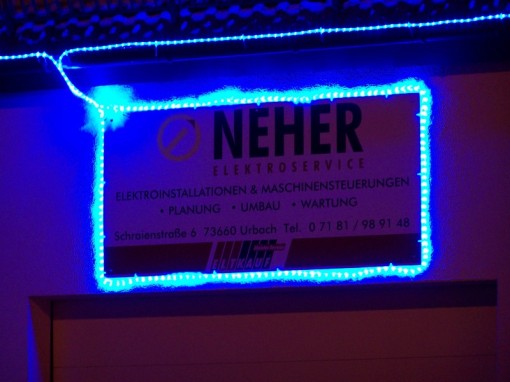 NEHER
ELEKTROSERVICE
ELEKTROINSTALLATIONEN & MASCHINENSTEUERUNGEN
• PLANUNG • UMBAU • WARTUNG
Schraienstraße 6 73660 Urbach Tel. 0 71 81 / 98 91 48